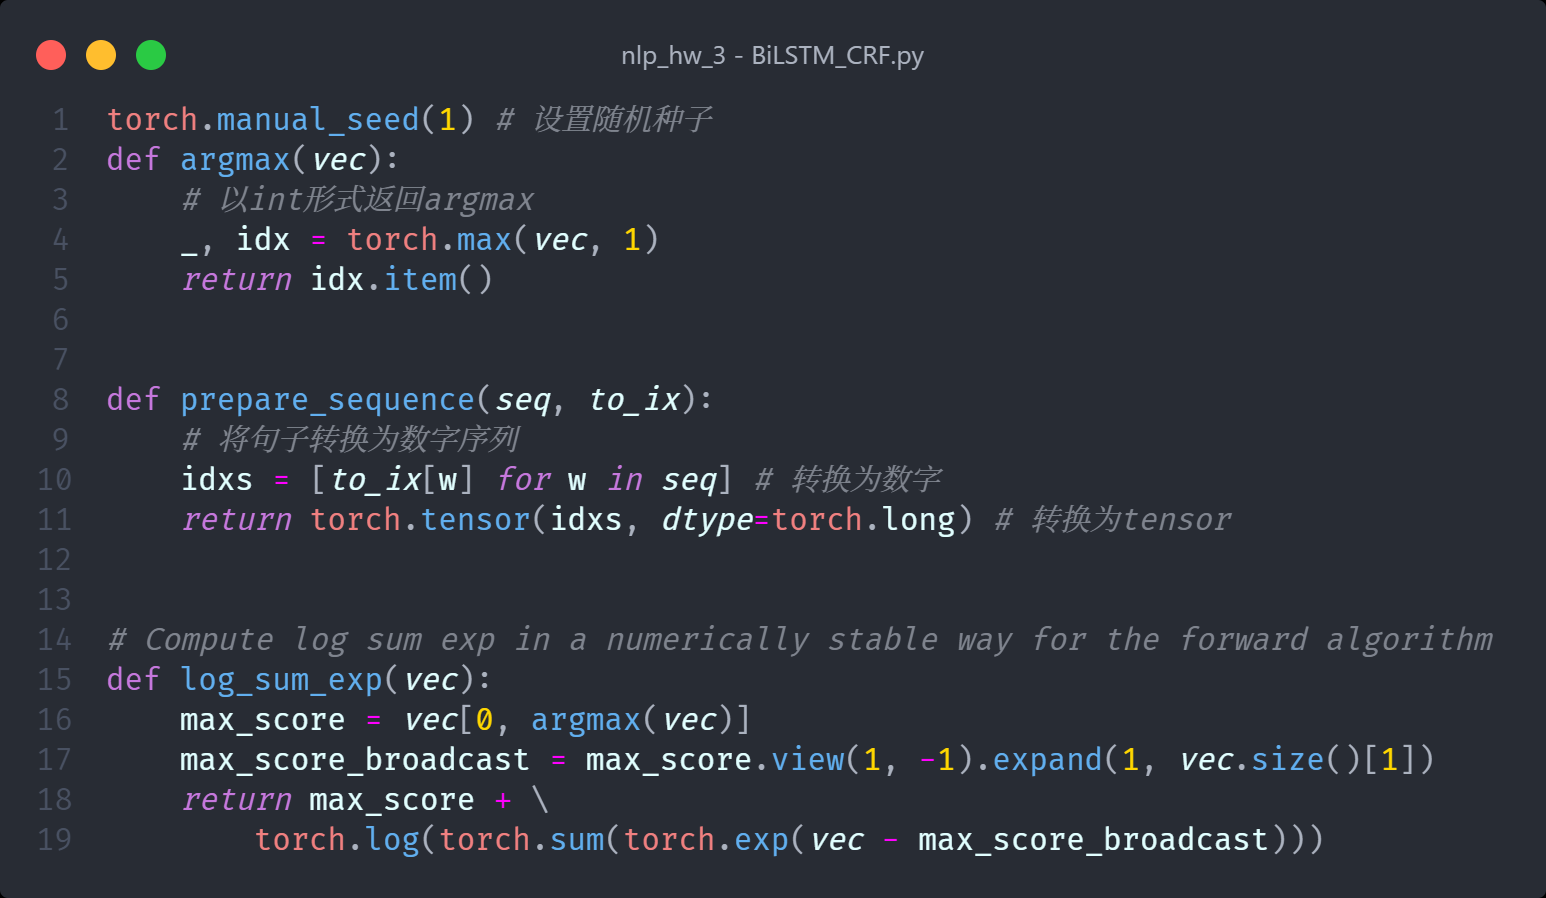 nlp_hw_3 - BiLSTM_CRF.py
1 torch.manual_seed(1) # 设置随机种子
2 def argmax(vec):
3     # 以int形式返回argmax
4     _, idx = torch.max(vec, 1)
5     return idx.item()
6
7
8 def prepare_sequence(seq, to_ix):
9     # 将句子转换为数字序列
10     idxs = [to_ix[w] for w in seq] # 转换为数字
11     return torch.tensor(idxs, dtype=torch.long) # 转换为tensor
12
13
14 # Compute log sum exp in a numerically stable way for the forward algorithm
15 def log_sum_exp(vec):
16     max_score = vec[0, argmax(vec)]
17     max_score_broadcast = max_score.view(1, -1).expand(1, vec.size()[1])
18     return max_score + \
19         torch.log(torch.sum(torch.exp(vec - max_score_broadcast)))